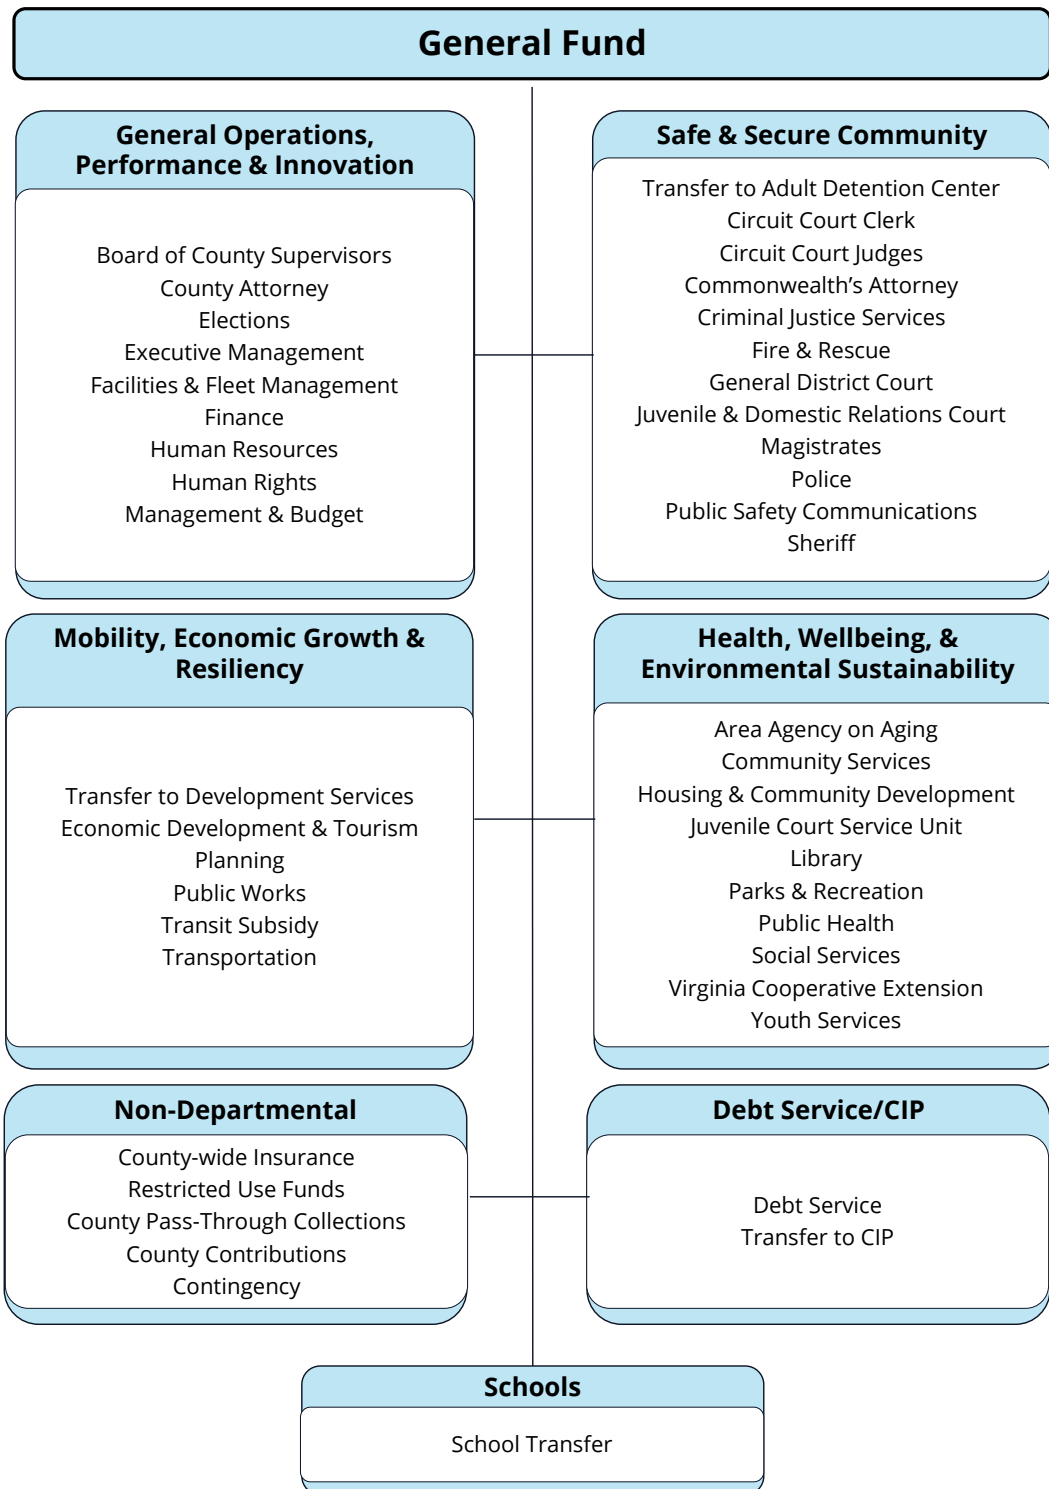 General Fund
General Operations,
Performance & Innovation
Board of County Supervisors
County Attorney
Elections
Executive Management
Facilities & Fleet Management
Finance
Human Resources
Human Rights
Management & Budget
Safe & Secure Community
Transfer to Adult Detention Center
Circuit Court Clerk
Circuit Court Judges
Commonwealth's Attorney
Criminal Justice Services
Fire & Rescue
General District Court
Juvenile & Domestic Relations Court
Magistrates
Police
Public Safety Communications
Sheriff
Mobility, Economic Growth &
Resiliency
Transfer to Development Services
Economic Development & Tourism
Planning
Public Works
Transit Subsidy
Transportation
Health, Wellbeing, &
Environmental Sustainability
Area Agency on Aging
Community Services
Housing & Community Development
Juvenile Court Service Unit
Library
Parks & Recreation
Public Health
Social Services
Virginia Cooperative Extension
Youth Services
Non-Departmental
County-wide Insurance
Restricted Use Funds
County Pass-Through Collections
County Contributions
Contingency
Debt Service/CIP
Debt Service
Transfer to CIP
Schools
School Transfer